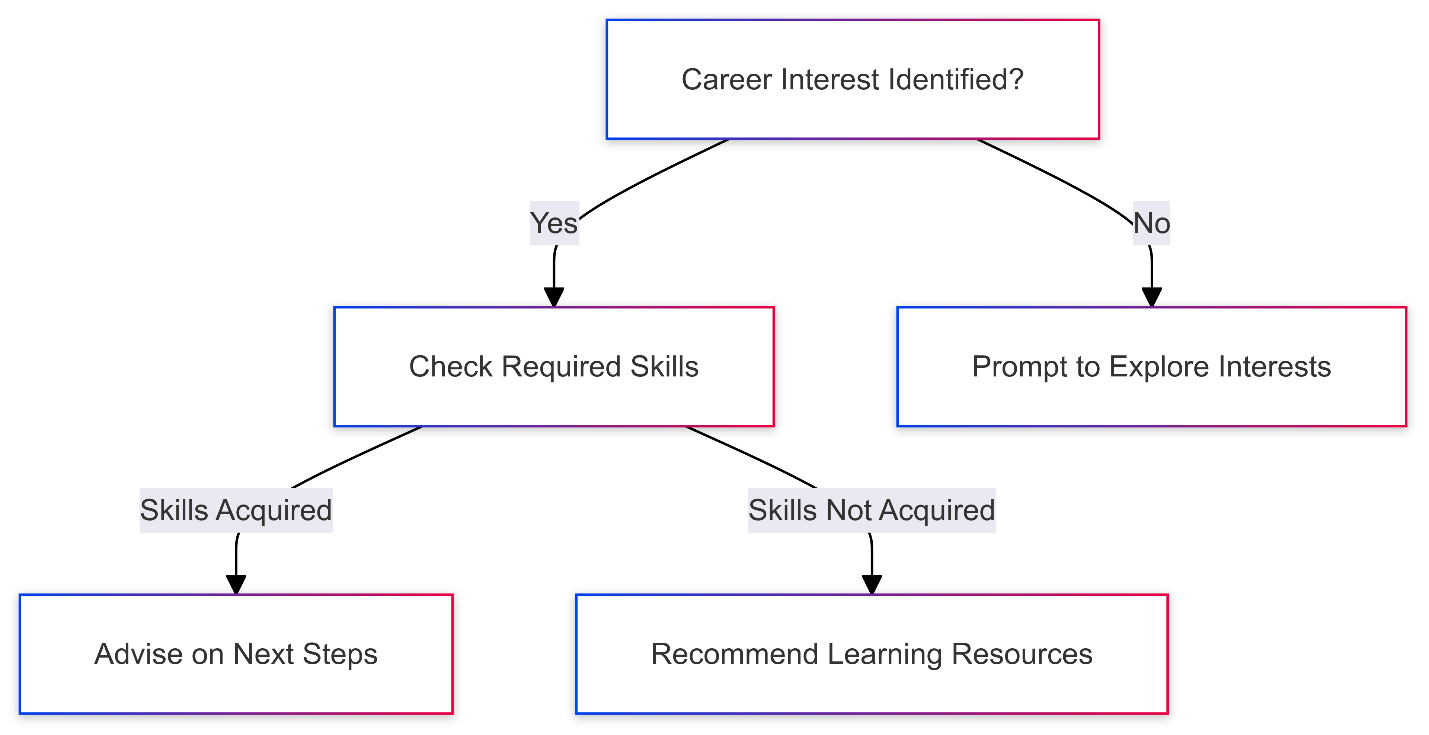 Career Interest Identified?
Yes
No
Check Required Skills
Prompt to Explore Interests
Skills Acquired
Skills Not Acquired
Advise on Next Steps
Recommend Learning Resources